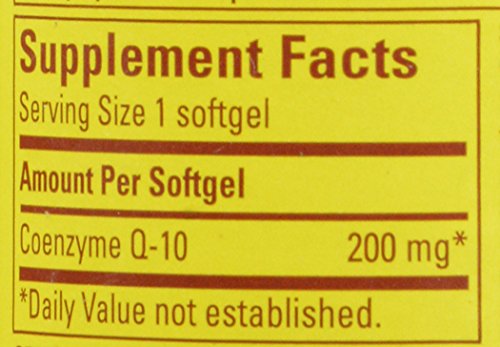 Supplement Facts
Serving Size 1 softgel
Amount Per Softgel
Coenzyme Q-10 200 mg*
*Daily Value not established.